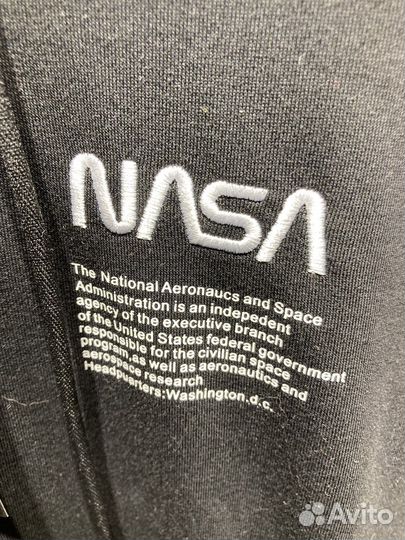 NASA
The National Aeronaucs and Space
Administration is an indepedent
agency of the executive branch
of the United States federal government
responsible for the civilian space
program,as well as aeronautics and
aerospace research
Headpuarters:Washington.d.c.
Avito